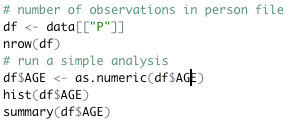 # number of observations in person file
df <- data[["P"]]
nrow(df)
# run a simple analysis
df$AGE <- as.numeric(df$AGE)
hist(df$AGE)
summary(df$AGE)